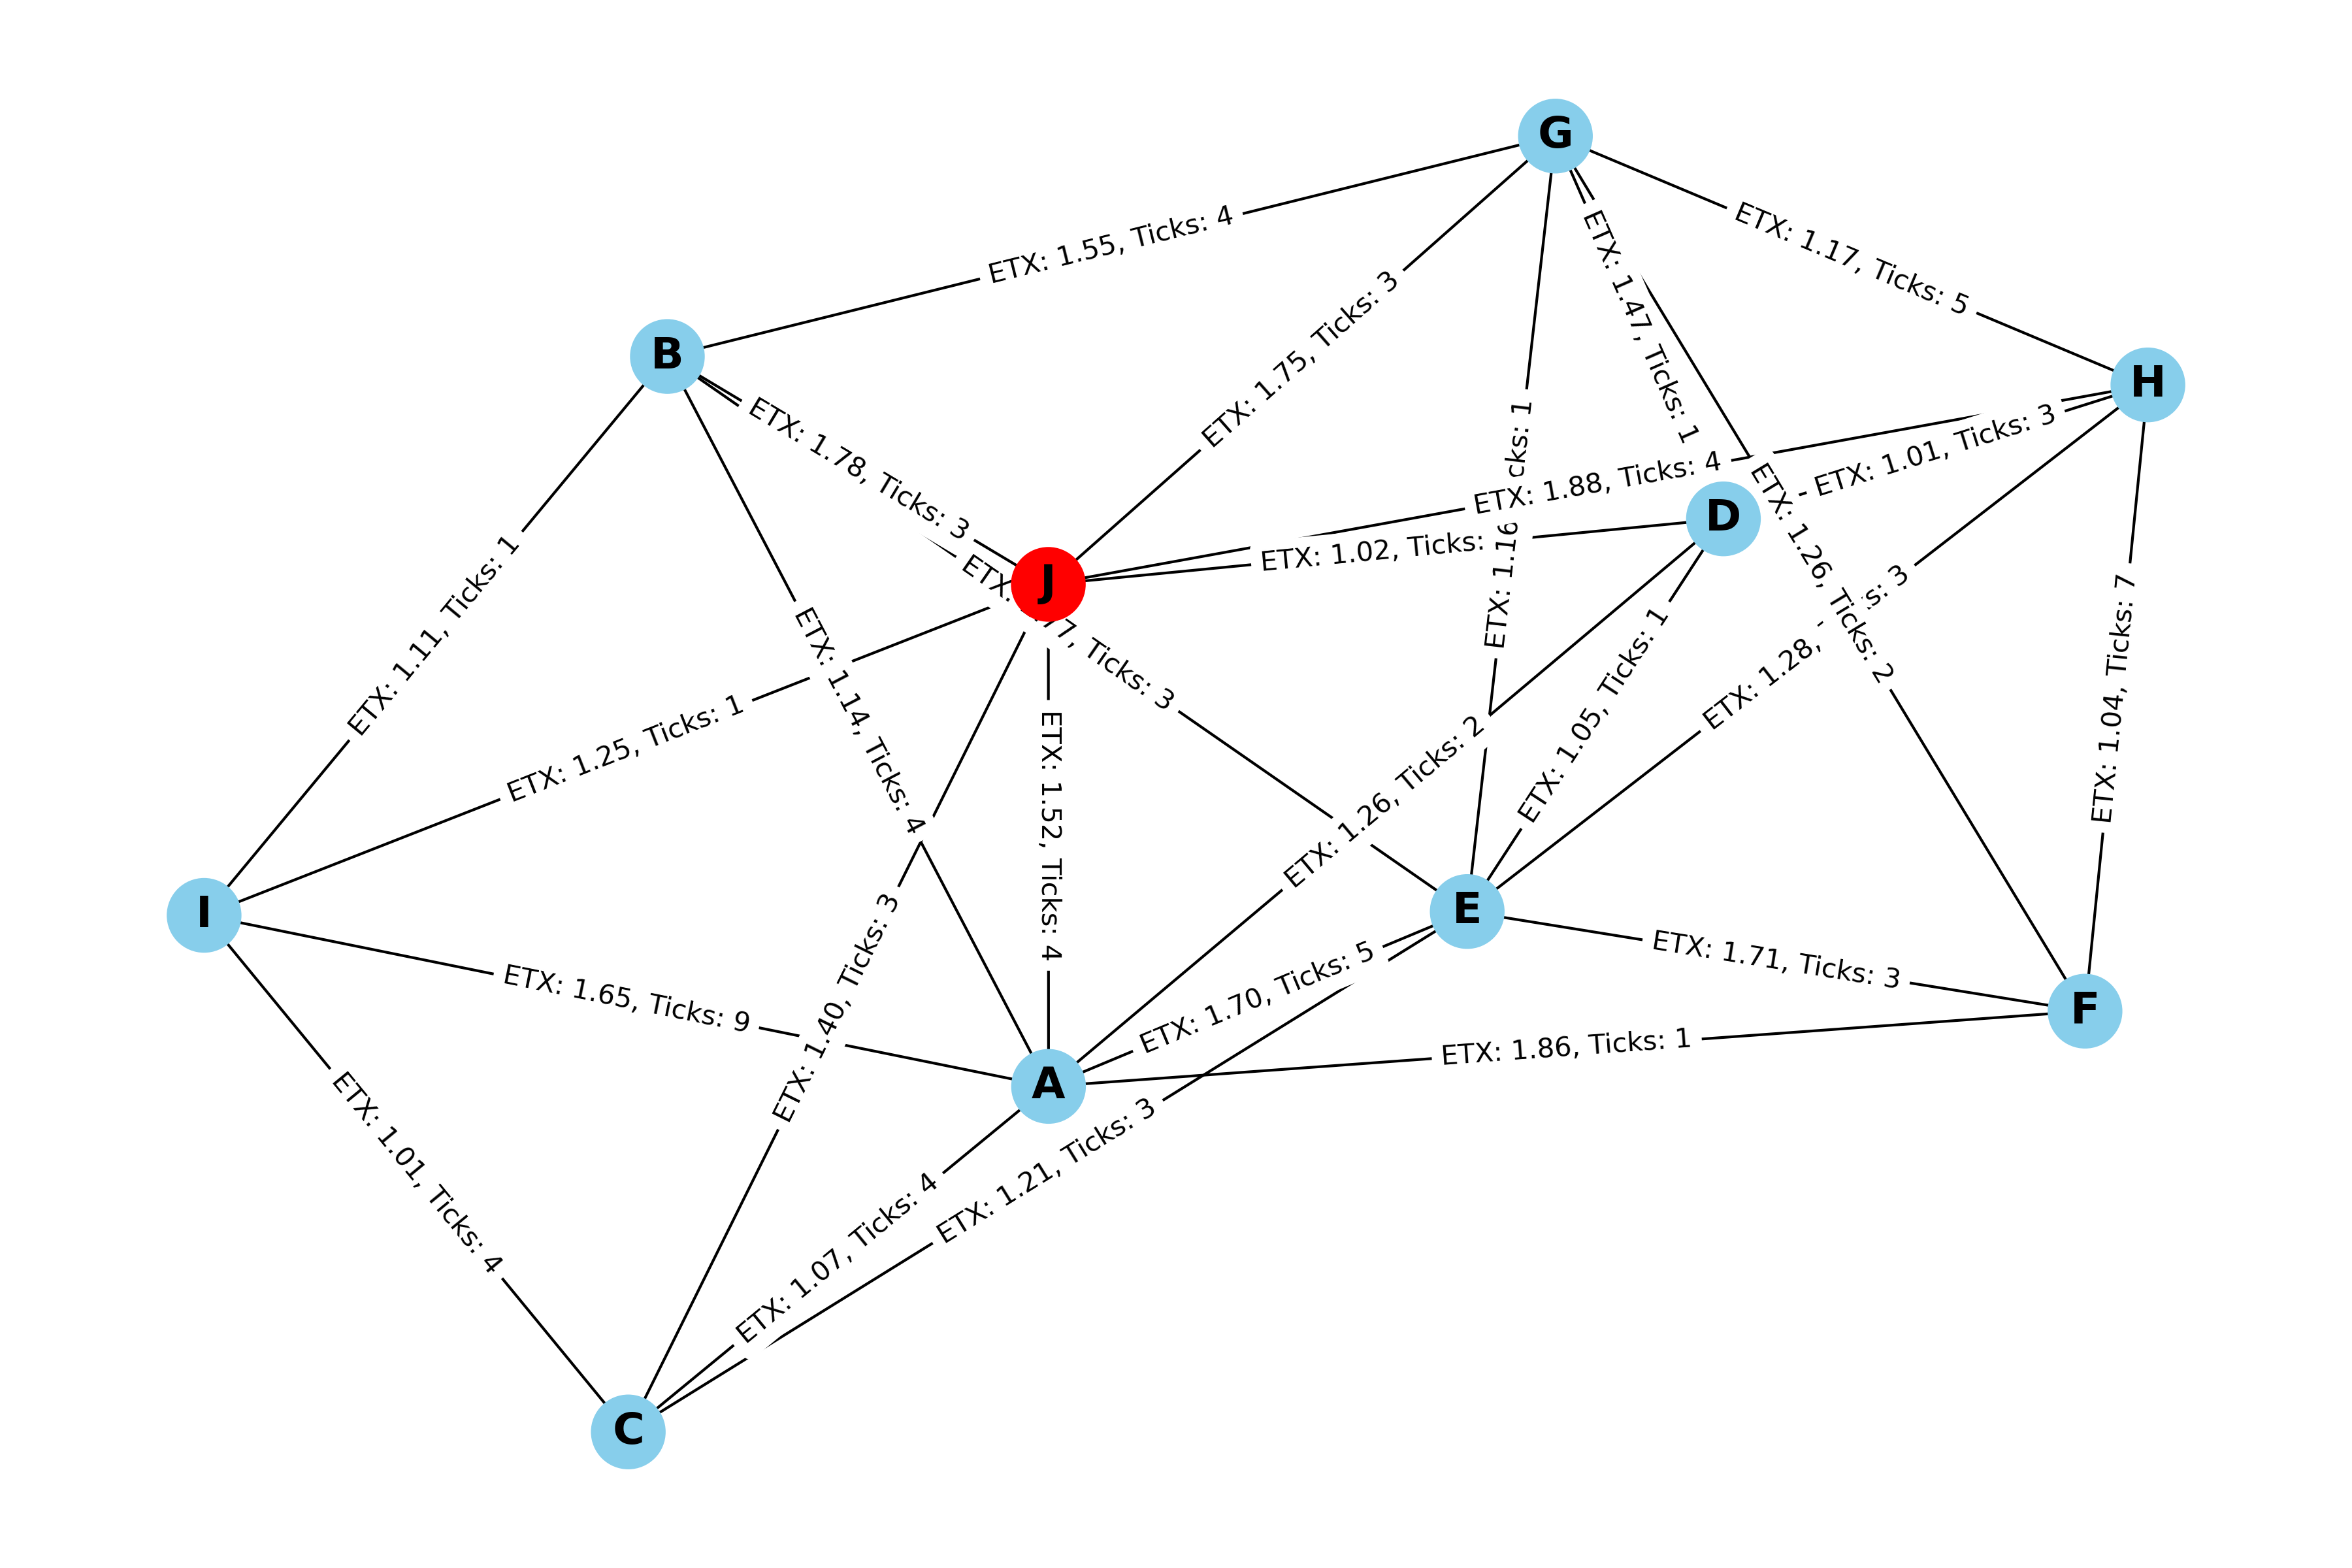 G
ETX: 1.17, Ticks: 5
ETX: 1.55, Ticks: 4
ETX: 1.47, Ticks: 1
ETX: 1.75, Ticks: 3
B
H
ETX: 1.78, Ticks: 3
ETX: 1.01, Ticks: 3
ETX: 1.88, Ticks: 4
D
ETX: 1.02, Ticks:
ETX: 1.16
1
ETX: 1.26, Ticks: 2
J
ETX:
Ticks: 3
ETX: 1.11, Ticks: 1
ETX: 1.28,
3
ETX: 1.05, Ticks: 1
ETX: 1.04, Ticks: 7
ETX: 1.14, Ticks: 4
ETX: 1.25, Ticks: 1
ETX: 1.26, Ticks: 2
ETX: 1.52, Ticks: 4
I
E
ETX: 1.71, Ticks: 3
ETX: 1.65, Ticks: 9
ETX: 1.40, Ticks: 3
ETX: 1.70, Ticks: 5
F
ETX: 1.86, Ticks: 1
A
ETX: 1.01, Ticks: 4
ETX: 1.21, Ticks: 3
ETX: 1.07, Ticks: 4
C